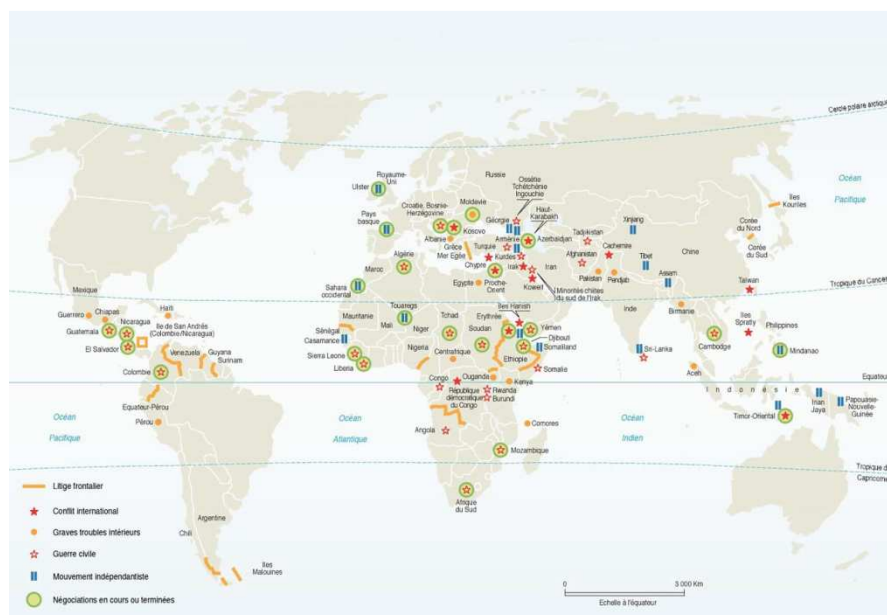 Cercle polaire arctique
Royaume-
Uni
Ulster
Russie
Ossétie
Tchétchénie
Ingouchie
Océan
Pacifique
Iles
Kouriles
Pays
basque
Croatie, Bosnie-
Herzégovine
Moldavie
Kosovo
Albanie
Grèce
Mer Egée
Géorgie
Haut-
Karabakh
Arménie
Azerbaïdjan
Turquie
Kurdes
Chypre
Tadjikistan
Xinjiang
Corée
du Nord
Corée
du Sud
Cachemire
Afghanistan
Chine
Algérie
Maroc
Irak
Iran
Tibet
Egypte
Proche-
Orient
Koweït
Pakistan
Pendjab
Minorités chiites
du sud de l'Irak
Assam
Tropique du Cancer
Taïwan
Mexique
Sahara
occidental
Guerrero
Chiapas
Haïti
Guatemala
Nicaragua
Ile de San Andrés
(Colombie/Nicaragua)
El Salvador
Mauritanie
Touaregs
Mali
Niger
Tchad
Erythrée
Iles Hanish
Soudan
Yémen
Djibouti
Somaliland
Inde
Birmanie
Iles
Spratly
Philippines
Sénégal
Casamance
Sierra Leone
Liberia
Nigeria
Centrafrique
Ethiopie
Somalie
Sri-Lanka
Cambodge
Mindanao
Venezuela
Guyana
Surinam
Colombie
Aceh
Equateur
Congo
Ouganda
Kenya
République
démocratique
du Congo
Rwanda
Burundi
Indonésie
Equateur-Pérou
Irian
Jaya
Papouasie-
Nouvelle-
Guinée
Timor-Oriental
Océan
Pacifique
Pérou
Océan
Atlantique
Angola
Comores
Océan
Indien
Mozambique
Tropique du
Capricorne
Afrique
du Sud
Argentine
Chili
Iles
Malouines
Litige frontalier
Conflit international
Graves troubles intérieurs
Guerre civile
Mouvement indépendantiste
Négociations en cours ou terminées
0 3 000 Km
Echelle à l'équateur